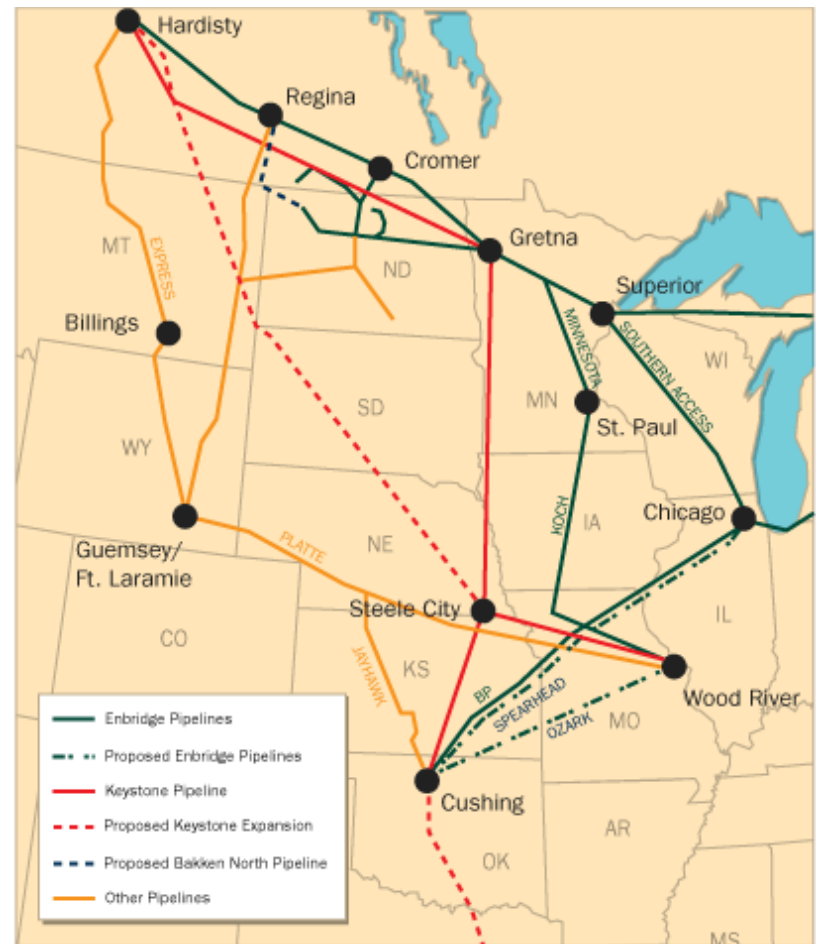 Hardisty
Regina
Cromer
Gretna
MT
EXPRESS
ND
Superior
Billings
MINNESOTA
SOUTHERN ACCESS
WI
SD
MN
St. Paul
WY
KOCH
Chicago
IA
PLATTE
NE
Guemsey/
Ft. Laramie
Steele City
IL
CO
JAYHAWK
KS
BP
SPEARHEAD
OZARK
MO
Wood River
Enbridge Pipelines
Proposed Enbridge Pipelines
Keystone Pipeline
Proposed Keystone Expansion
Proposed Bakken North Pipeline
Other Pipelines
Cushing
AR
OK
MS